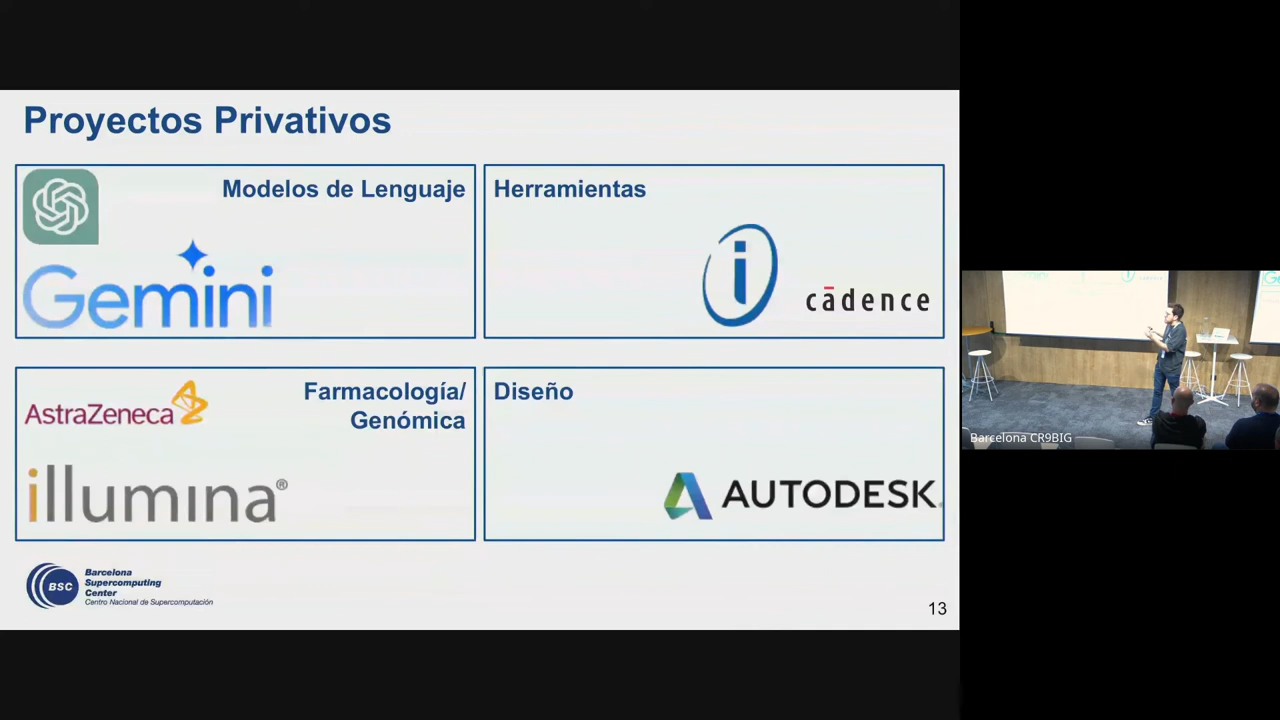 Proyectos Privativos
Modelos de Lenguaje
Gemini
Herramientas
i
cādence
AstraZeneca
Farmacología/
Genómica
illumina®
Diseño
AUTODESK
BSC
Barcelona
Supercomputing
Center
Centro Nacional de Supercomputación
13
Barcelona CR9BIG